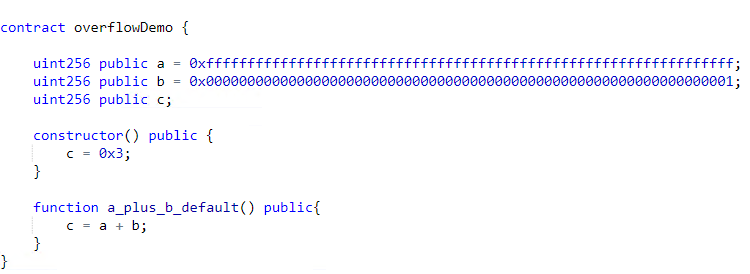 contract overflowDemo {
uint256 public a = 0xffffffffffffffffffffffffffffffffffffffffffffffffffffffffffffffff;
uint256 public b = 0x0000000000000000000000000000000000000000000000000000000000000001;
uint256 public c;
constructor() public {
c = 0x3;
}
function a_plus_b_default() public{
c = a + b;
}
}